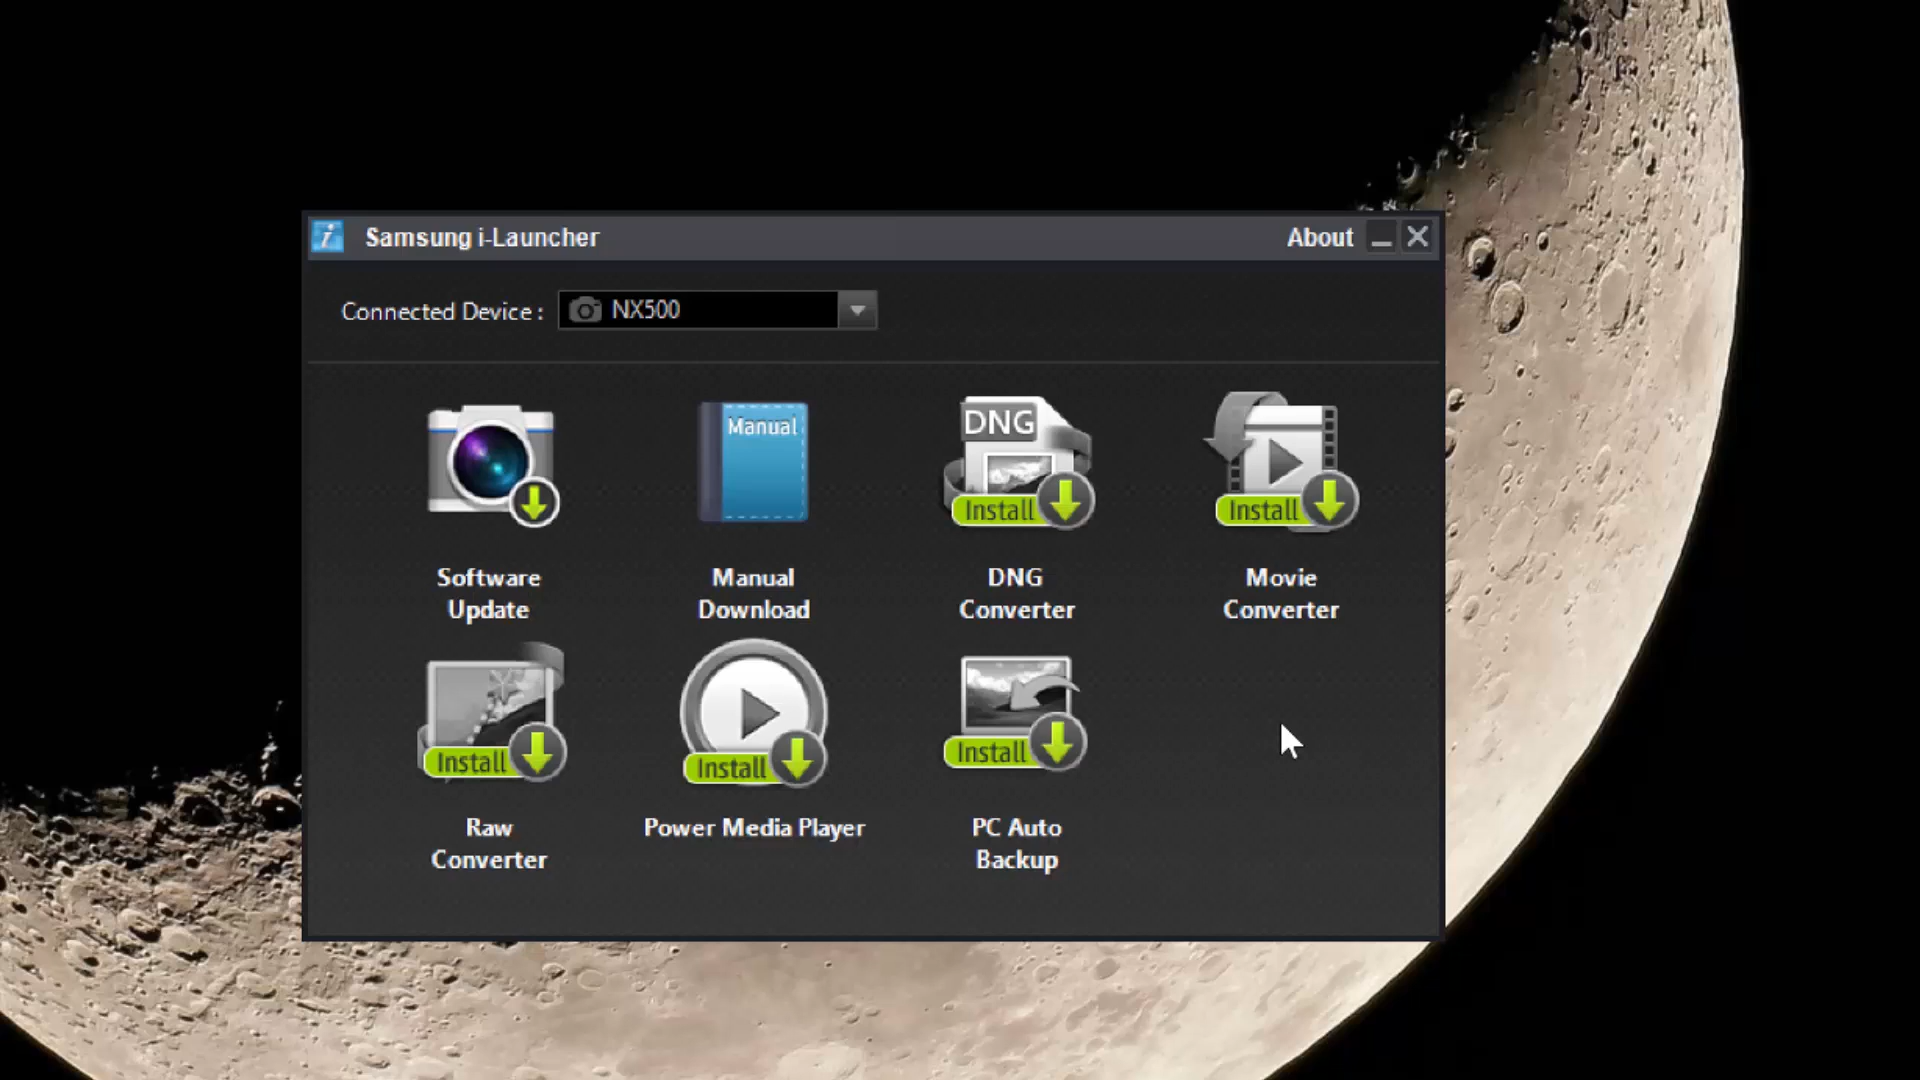 i Samsung i-Launcher About
Connected Device : NX500
Manual
DNG
Install
Install
Software
Update
Manual
Download
DNG
Converter
Movie
Converter
Install
Install
Install
Raw
Converter
Power Media Player
PC Auto
Backup